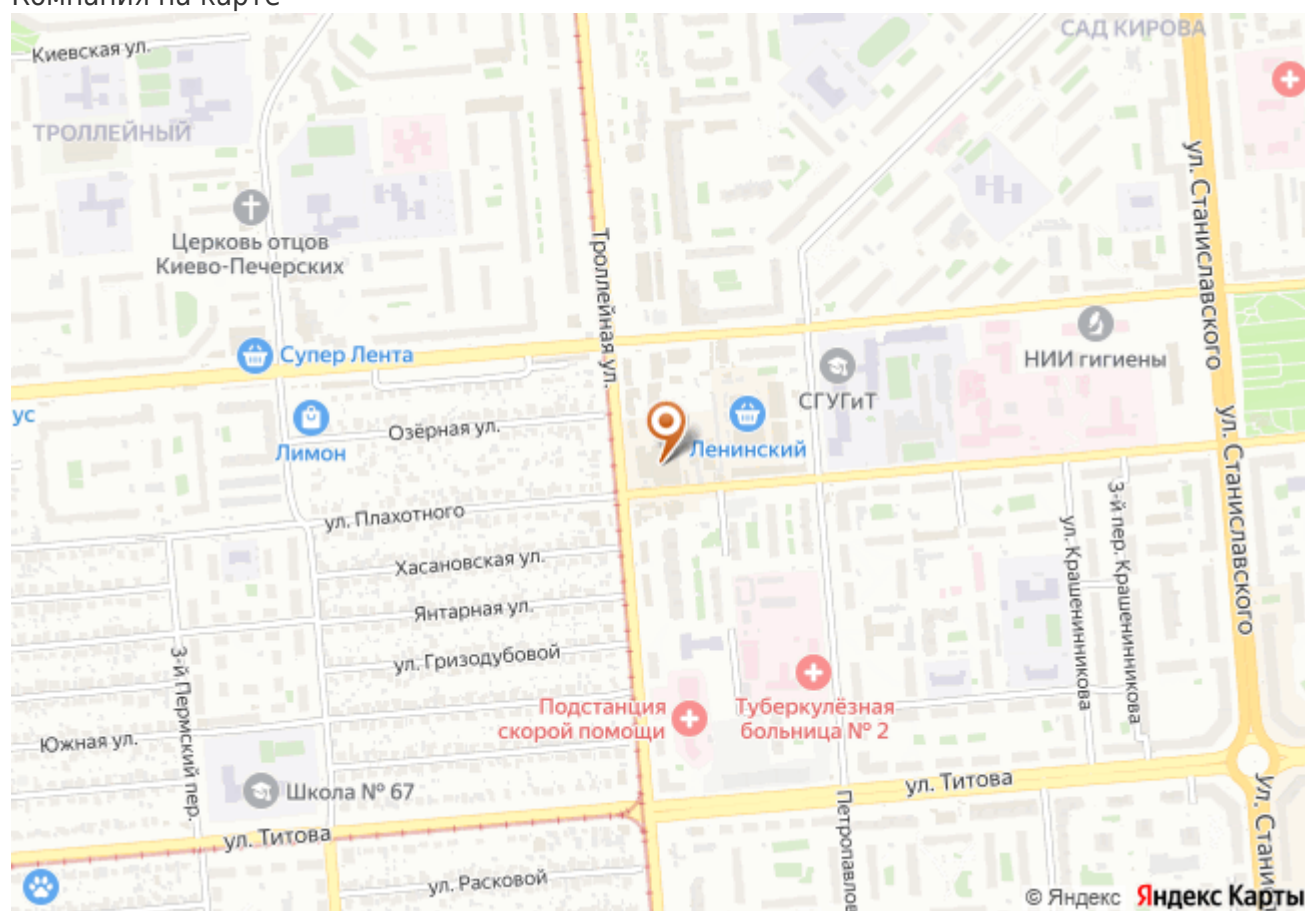 Компания на карте
Киевская ул.
САД КИРОВА
ТРОЛЛЕЙНЫЙ
ул. Станиславского
Церковь отцов
Киево-Печерских
Троллейная ул.
НИИ гигиены
Супер Лента
СГУГиТ
ус
Лимон
Озёрная ул.
Ленинский
ул. Станиславского
ул. Плахотного
3-й пер. Крашенинникова
ул. Крашенинникова
Хасановская ул.
Янтарная ул.
ул. Гризодубовой
3-й Пермский пер.
Подстанция
скорой помощи
Туберкулёзная
больница № 2
Южная ул.
Школа № 67
ул. Титова
ул. Титова
Петропавлов
Ул. Станис
ул. Расковой
© Яндекс Яндекс Карты